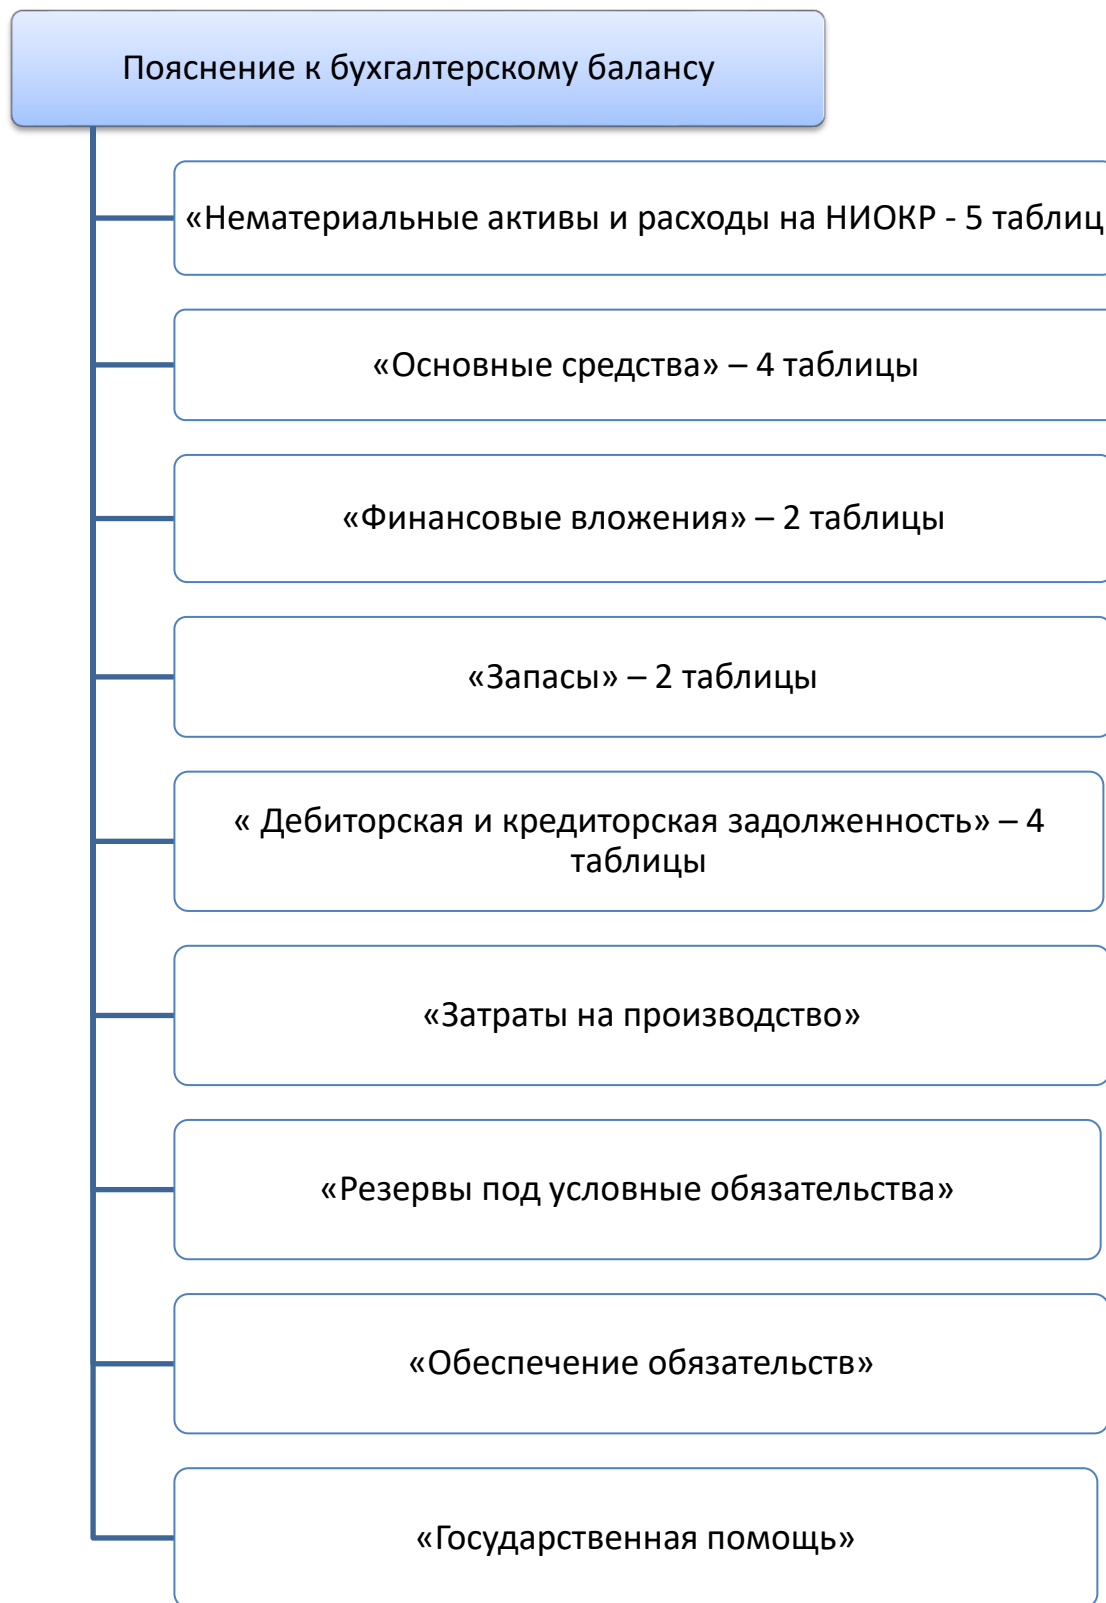 Пояснение к бухгалтерскому балансу
«Нематериальные активы и расходы на НИОКР - 5 таблиц
«Основные средства» – 4 таблицы
«Финансовые вложения» – 2 таблицы
«Запасы» – 2 таблицы
« Дебиторская и кредиторская задолженность» – 4
таблицы
«Затраты на производство»
«Резервы под условные обязательства»
«Обеспечение обязательств»
«Государственная помощь»